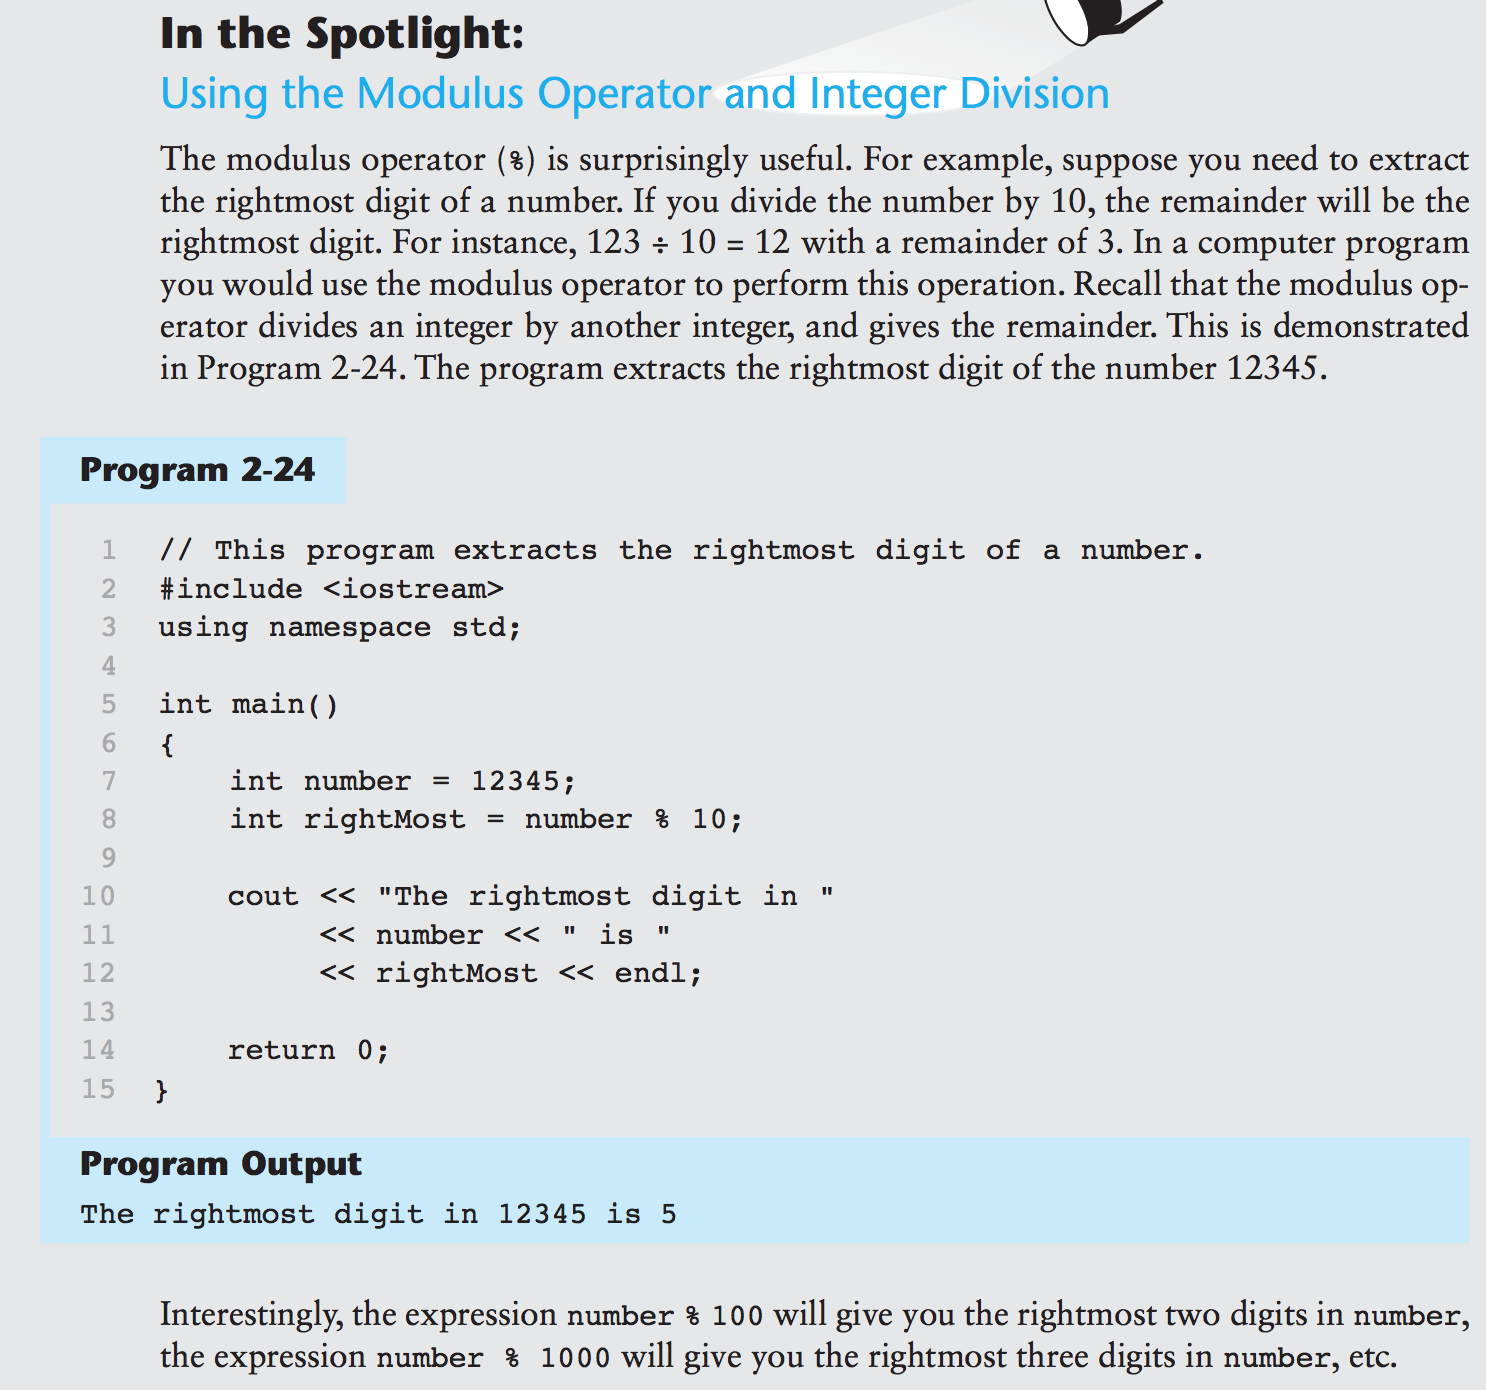 In the Spotlight:
Using the Modulus Operator and Integer Division
The modulus operator (%) is surprisingly useful. For example, suppose you need to extract
the rightmost digit of a number. If you divide the number by 10, the remainder will be the
rightmost digit. For instance, 123 ÷ 10 = 12 with a remainder of 3. In a computer program
you would use the modulus operator to perform this operation. Recall that the modulus op-
erator divides an integer by another integer, and gives the remainder. This is demonstrated
in Program 2-24. The program extracts the rightmost digit of the number 12345.
Program 2-24
1 // This program extracts the rightmost digit of a number.
2 #include <iostream>
3 using namespace std;
4
5 int main()
6 {
7 int number = 12345;
8 int rightMost = number % 10;
9
10 cout << "The rightmost digit in "
11 << number << " is "
12 << rightMost << endl;
13
14 return 0;
15 }
Program Output
The rightmost digit in 12345 is 5
Interestingly, the expression number % 100 will give you the rightmost two digits in number,
the expression number % 1000 will give you the rightmost three digits in number, etc.